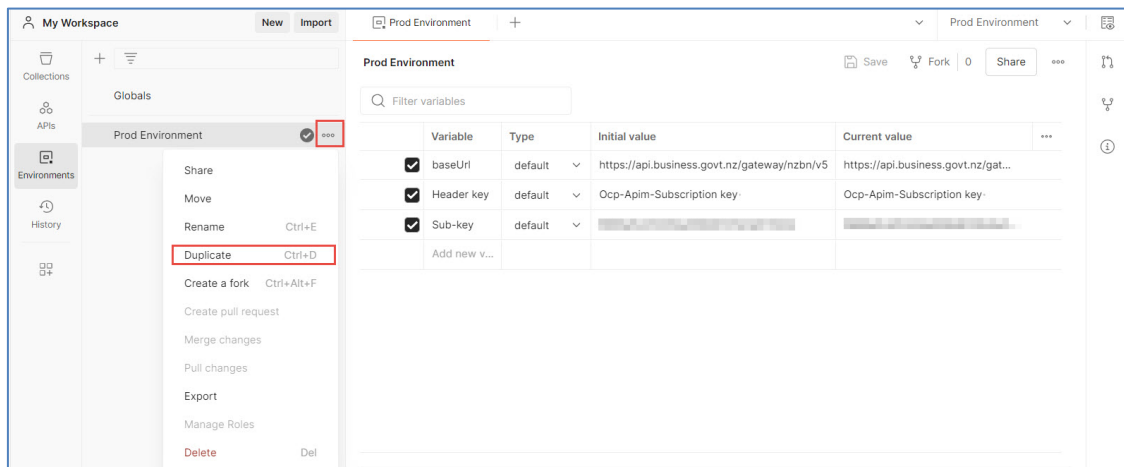 My Workspace
New
Import
Prod Environment
Prod Environment
Collections
APIs
Environments
History
Globals
Prod Environment
Share
Move
Rename Ctrl+E
Duplicate Ctrl+D
Create a fork Ctrl+Alt+F
Create pull request
Merge changes
Pull changes
Export
Manage Roles
Delete Del
Prod Environment
Save
Fork 0
Share
Filter variables
Variable Type Initial value Current value
baseUrl default https://api.business.govt.nz/gateway/nzbn/v5 https://api.business.govt.nz/gat...
Header key default Ocp-Apim-Subscription key Ocp-Apim-Subscription key
Sub-key default
Add new v...